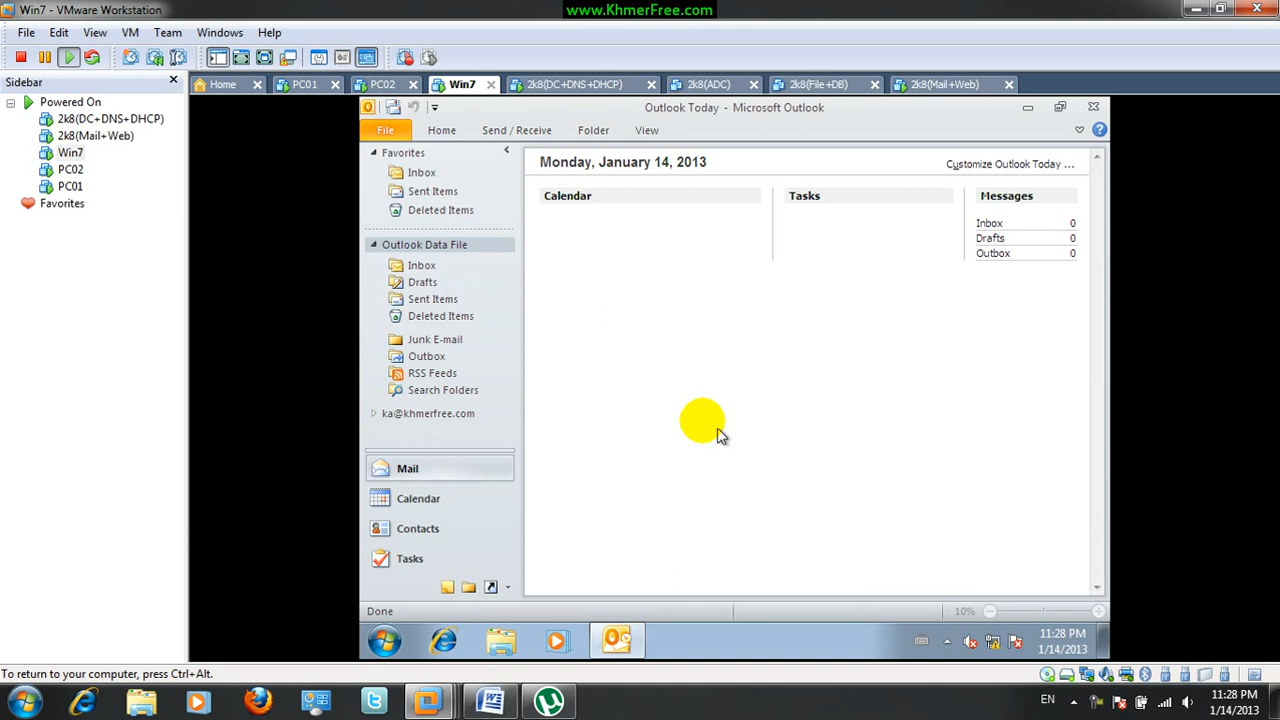 Win7 - VMware Workstation
www.KhmerFree.com
File Edit View VM Team Windows Help
Sidebar
Home PC01 PC02 Win7 2k8(DC+DNS+DHCP) 2k8(ADC) 2k8(File+DB) 2k8(Mail+Web)
Powered On
2k8(DC+DNS+DHCP)
2k8(Mail+Web)
Win7
PC02
PC01
Favorites
Outlook Today - Microsoft Outlook
File Home Send / Receive Folder View
Favorites
Inbox
Sent Items
Deleted Items
Outlook Data File
Inbox
Drafts
Sent Items
Deleted Items
Junk E-mail
Outbox
RSS Feeds
Search Folders
ka@khmerfree.com
Mail
Calendar
Contacts
Tasks
Monday, January 14, 2013
Customize Outlook Today ...
Calendar
Tasks
Messages
Inbox 0
Drafts 0
Outbox 0
Done
10%
11:28 PM
1/14/2013
To return to your computer, press Ctrl+Alt.
EN
11:28 PM
1/14/2013